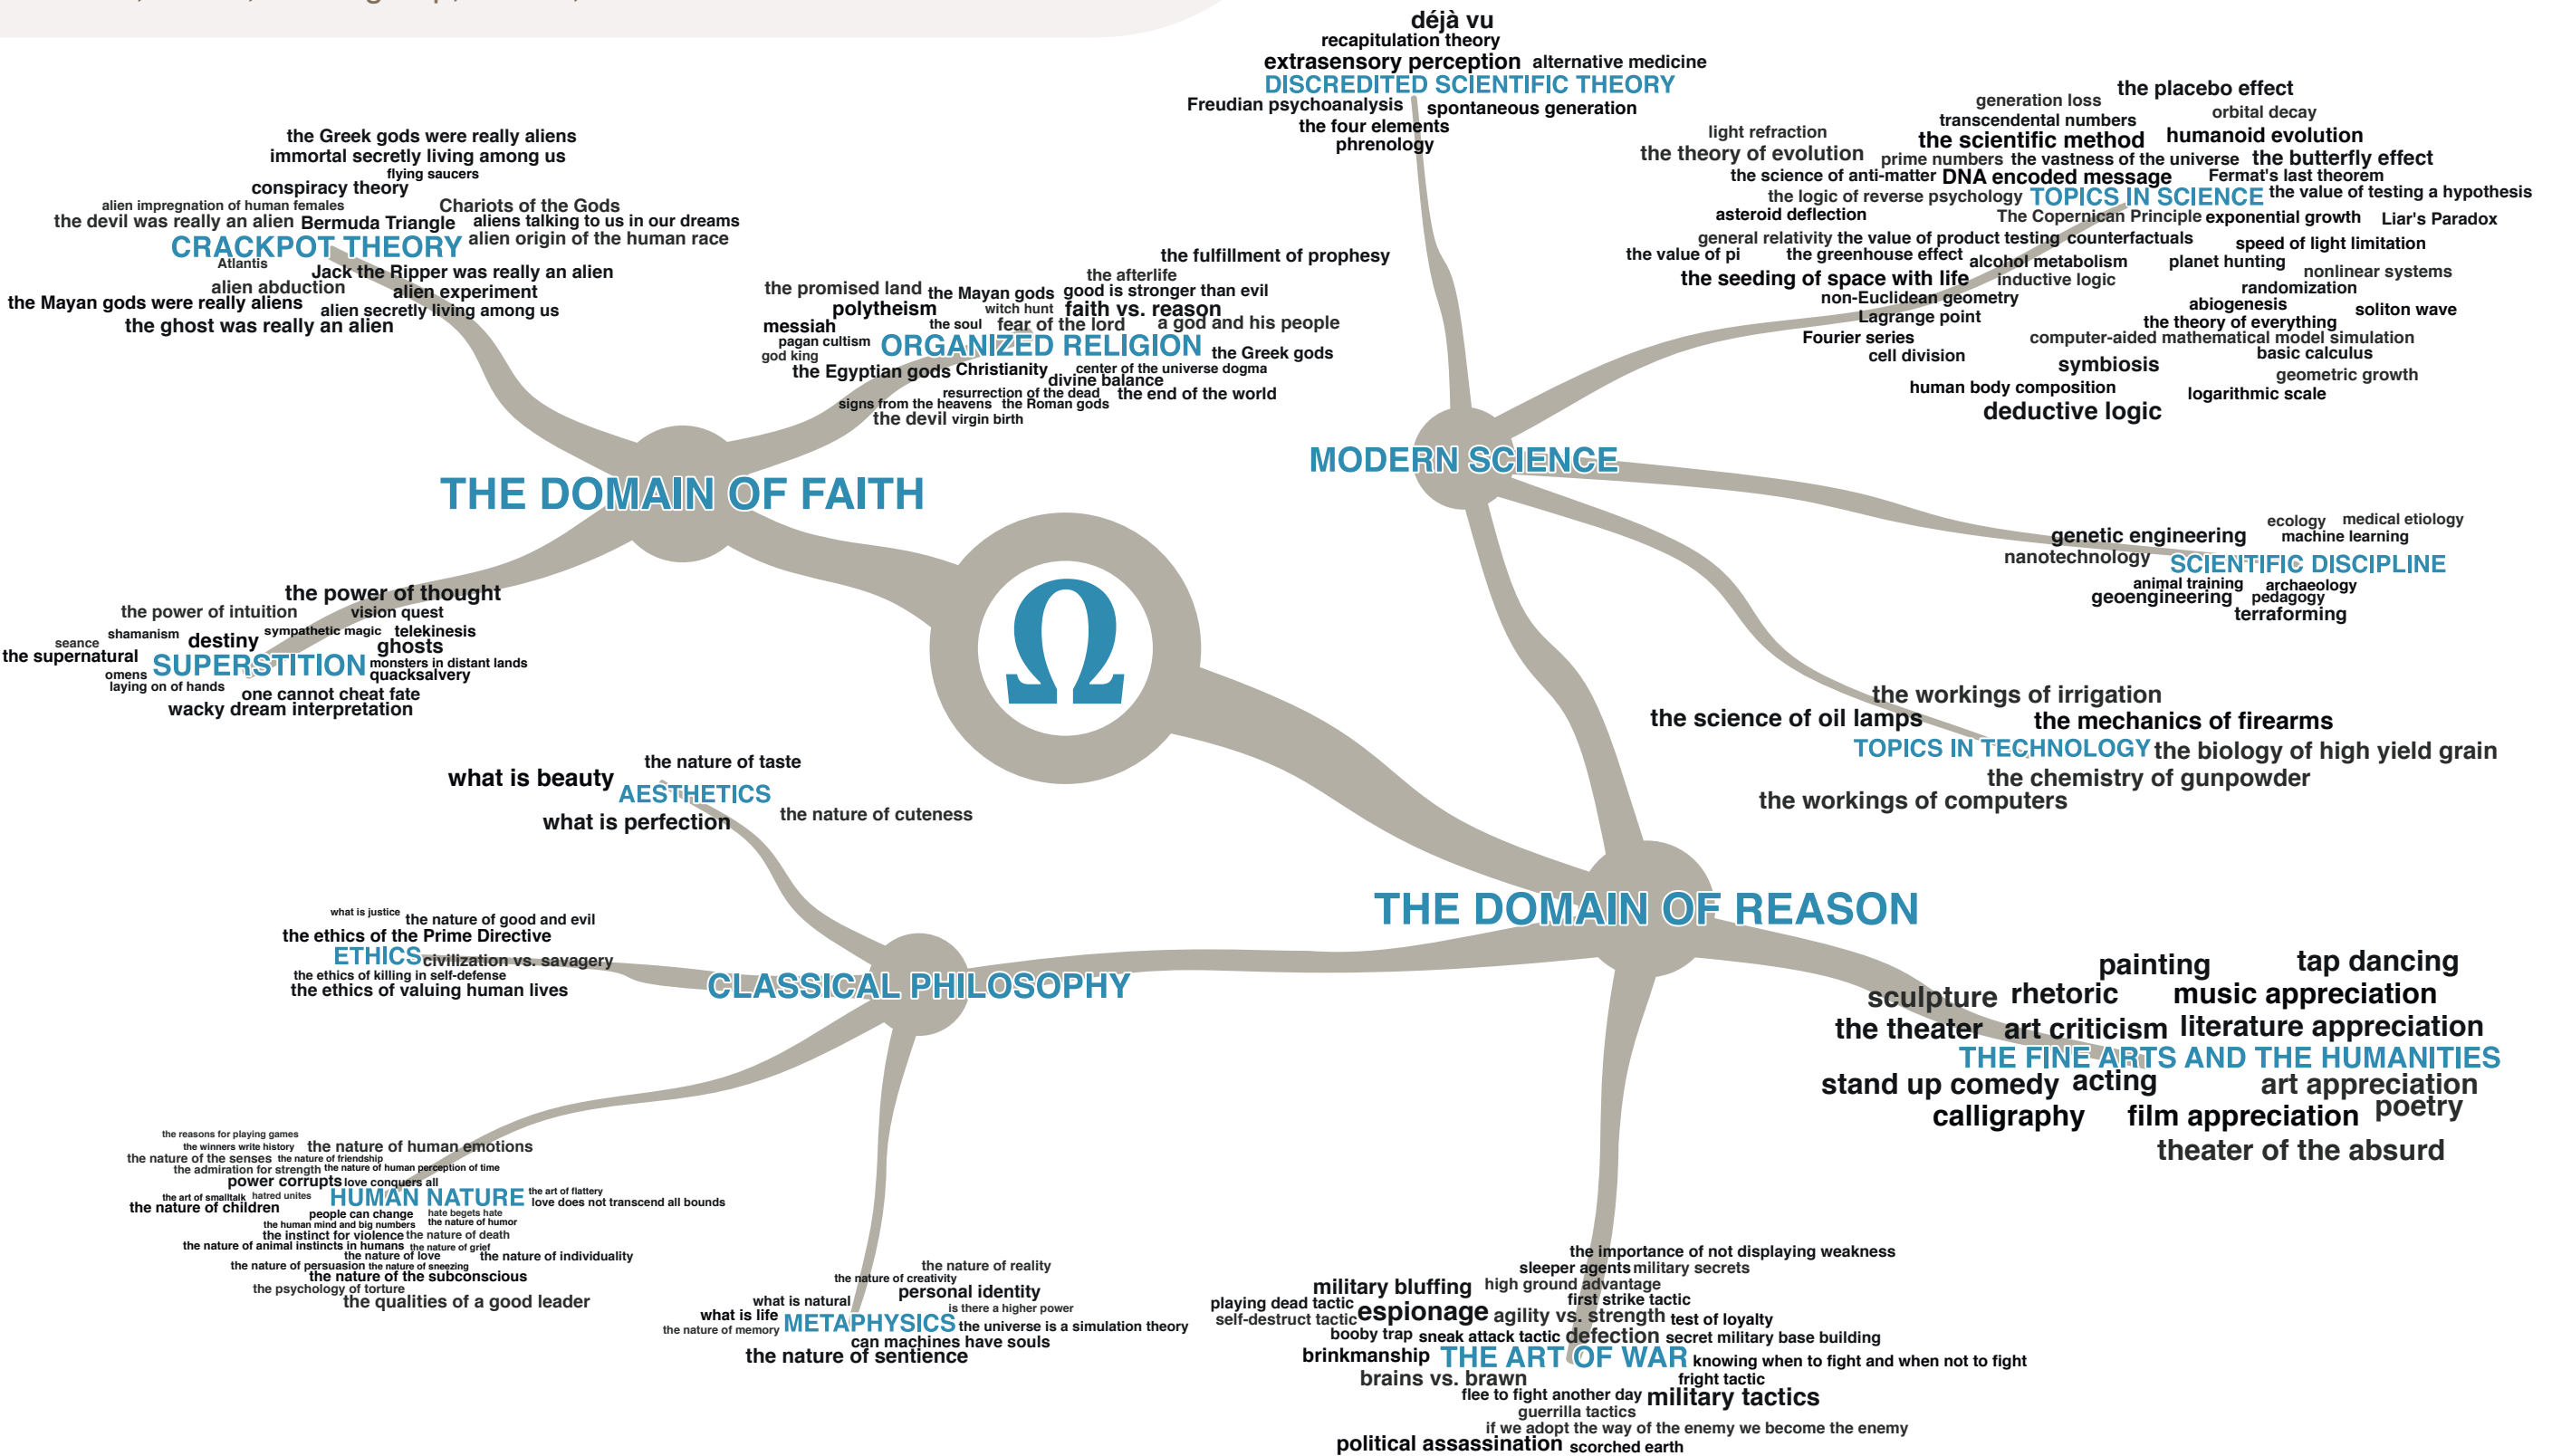 déjà vu
recapitulation theory
extrasensory perception alternative medicine
DISCREDITED SCIENTIFIC THEORY
Freudian psychoanalysis spontaneous generation
the four elements
phrenology
the Greek gods were really aliens
immortal secretly living among us
flying saucers
conspiracy theory
alien impregnation of human females Chariots of the Gods
the devil was really an alien Bermuda Triangle aliens talking to us in our dreams
CRACKPOT THEORY alien origin of the human race
Atlantis
Jack the Ripper was really an alien
alien abduction alien experiment
the Mayan gods were really aliens alien secretly living among us
the ghost was really an alien
the fulfillment of prophesy
the afterlife
the promised land the Mayan gods good is stronger than evil
polytheism witch hunt faith vs. reason
messiah the soul fear of the lord a god and his people
pagan cultism ORGANIZED RELIGION the Greek gods
god king
the Egyptian gods Christianity center of the universe dogma
divine balance
resurrection of the dead the end of the world
signs from the heavens the Roman gods
the devil virgin birth
the placebo effect
generation loss orbital decay
transcendental numbers
light refraction the scientific method humanoid evolution
the theory of evolution prime numbers the vastness of the universe the butterfly effect
the science of anti-matter DNA encoded message Fermat's last theorem
the logic of reverse psychology TOPICS IN SCIENCE the value of testing a hypothesis
asteroid deflection The Copernican Principle exponential growth Liar's Paradox
general relativity the value of product testing counterfactuals speed of light limitation
the value of pi the greenhouse effect alcohol metabolism planet hunting
the seeding of space with life inductive logic nonlinear systems
randomization
non-Euclidean geometry abiogenesis
Lagrange point the theory of everything soliton wave
Fourier series computer-aided mathematical model simulation
cell division symbiosis basic calculus
geometric growth
human body composition logarithmic scale
deductive logic
MODERN SCIENCE
THE DOMAIN OF FAITH
genetic engineering ecology medical etiology
machine learning
nanotechnology SCIENTIFIC DISCIPLINE
animal training archaeology
geoengineering pedagogy
terraforming
Ω
the power of thought
the power of intuition vision quest
shamanism destiny sympathetic magic telekinesis
seance ghosts
the supernatural SUPERSTITION monsters in distant lands
omens quacksalvery
laying on of hands one cannot cheat fate
wacky dream interpretation
the workings of irrigation
the science of oil lamps the mechanics of firearms
TOPICS IN TECHNOLOGY the biology of high yield grain
the chemistry of gunpowder
the workings of computers
the nature of taste
what is beauty AESTHETICS
what is perfection the nature of cuteness
THE DOMAIN OF REASON
what is justice the nature of good and evil
the ethics of the Prime Directive
ETHICS civilization vs. savagery
the ethics of killing in self-defense
the ethics of valuing human lives
CLASSICAL PHILOSOPHY
painting tap dancing
sculpture rhetoric music appreciation
the theater art criticism literature appreciation
THE FINE ARTS AND THE HUMANITIES
stand up comedy acting art appreciation
calligraphy film appreciation poetry
theater of the absurd
the reasons for playing games
the winners write history the nature of human emotions
the nature of the senses the nature of friendship
the admiration for strength the nature of human perception of time
power corrupts love conquers all
the art of smalltalk hatred unites HUMAN NATURE the art of flattery
the nature of children love does not transcend all bounds
people can change hate begets hate
the human mind and big numbers the nature of humor
the instinct for violence the nature of death
the nature of animal instincts in humans the nature of grief
the nature of love the nature of individuality
the nature of persuasion the nature of sneezing
the nature of the subconscious
the psychology of torture
the qualities of a good leader
the nature of reality
the nature of creativity
personal identity
what is natural is there a higher power
what is life METAPHYSICS the universe is a simulation theory
the nature of memory
can machines have souls
the nature of sentience
the importance of not displaying weakness
sleeper agents military secrets
military bluffing high ground advantage
playing dead tactic first strike tactic
self-destruct tactic espionage agility vs. strength test of loyalty
booby trap sneak attack tactic defection secret military base building
brinkmanship THE ART OF WAR knowing when to fight and when not to fight
brains vs. brawn fright tactic
flee to fight another day military tactics
guerrilla tactics
if we adopt the way of the enemy we become the enemy
political assassination scorched earth